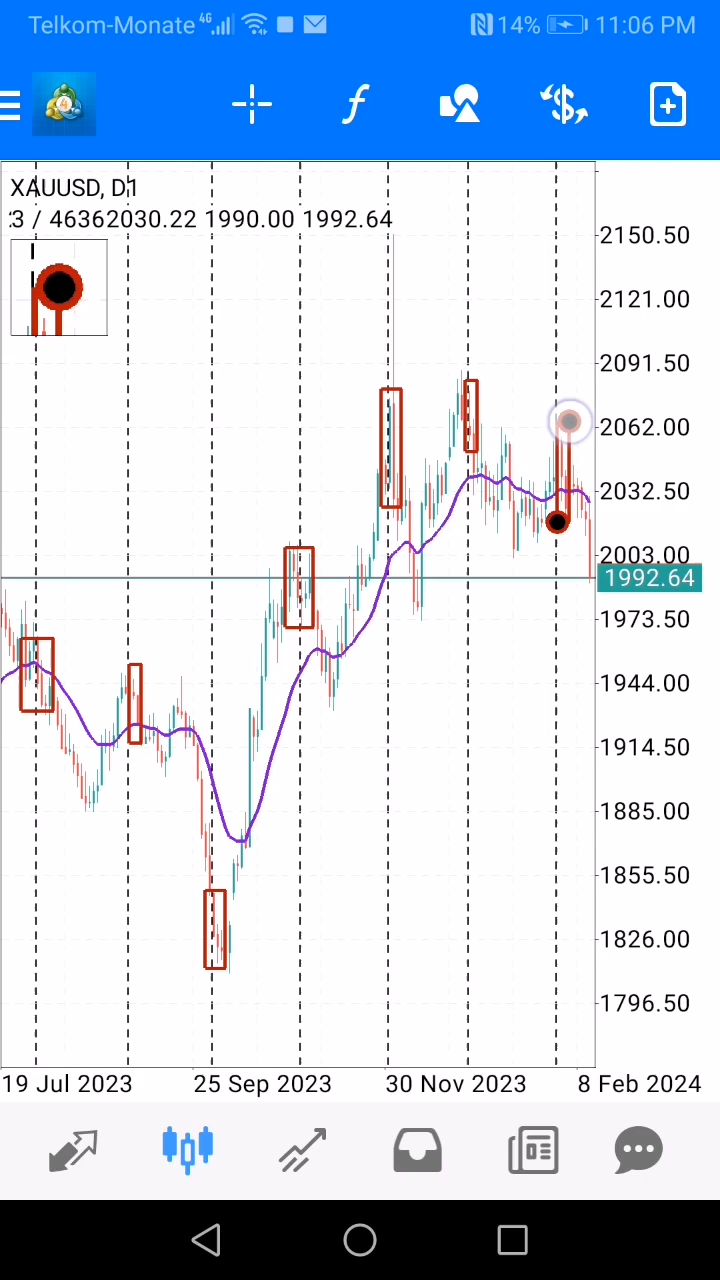 Telkom-Monate 4G 14% 11:06 PM
4 f $
XAUUSD, D1
3 / 46362030.22 1990.00 1992.64
2150.50
2121.00
2091.50
2062.00
2032.50
2003.00
1992.64
1973.50
1944.00
1914.50
1885.00
1855.50
1826.00
1796.50
19 Jul 2023 25 Sep 2023 30 Nov 2023 8 Feb 2024